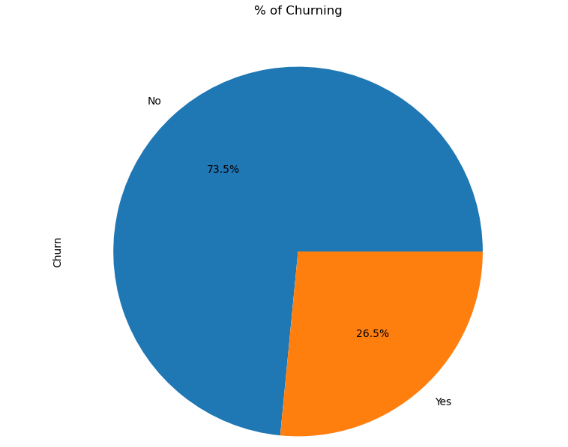 % of Churning
No
73.5%
Churn
26.5%
Yes